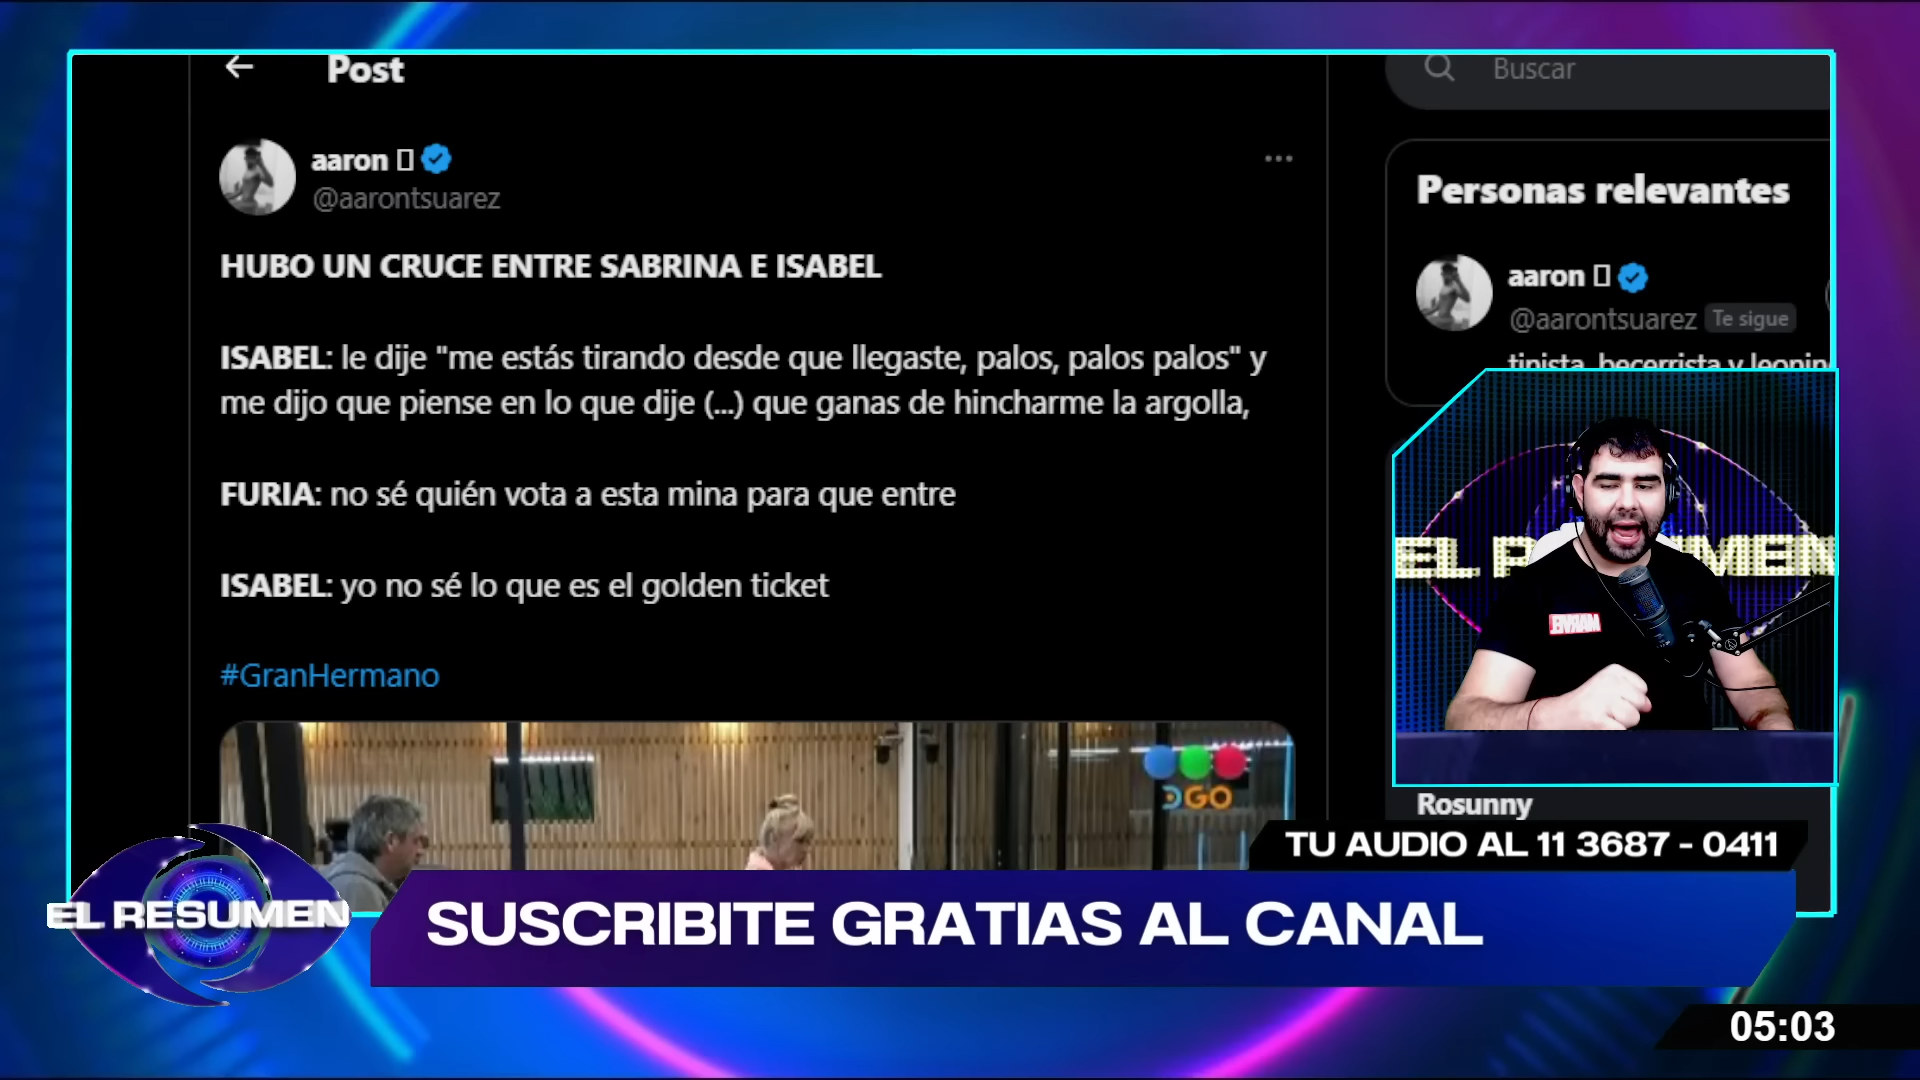 Post
Buscar
aaron
@aarontsuarez
HUBO UN CRUCE ENTRE SABRINA E ISABEL
ISABEL: le dije "me estás tirando desde que llegaste, palos, palos palos" y
me dijo que piense en lo que dije (...) que ganas de hincharme la argolla,
FURIA: no sé quién vota a esta mina para que entre
ISABEL: yo no sé lo que es el golden ticket
#GranHermano
DGO
Personas relevantes
aaron
@aarontsuarez Te sigue
tinista, becerrista y leonin
EL RESUMEN
MARVEL
Rosunny
TU AUDIO AL 11 3687 - 0411
EL RESUMEN
SUSCRIBITE GRATIAS AL CANAL
05:03